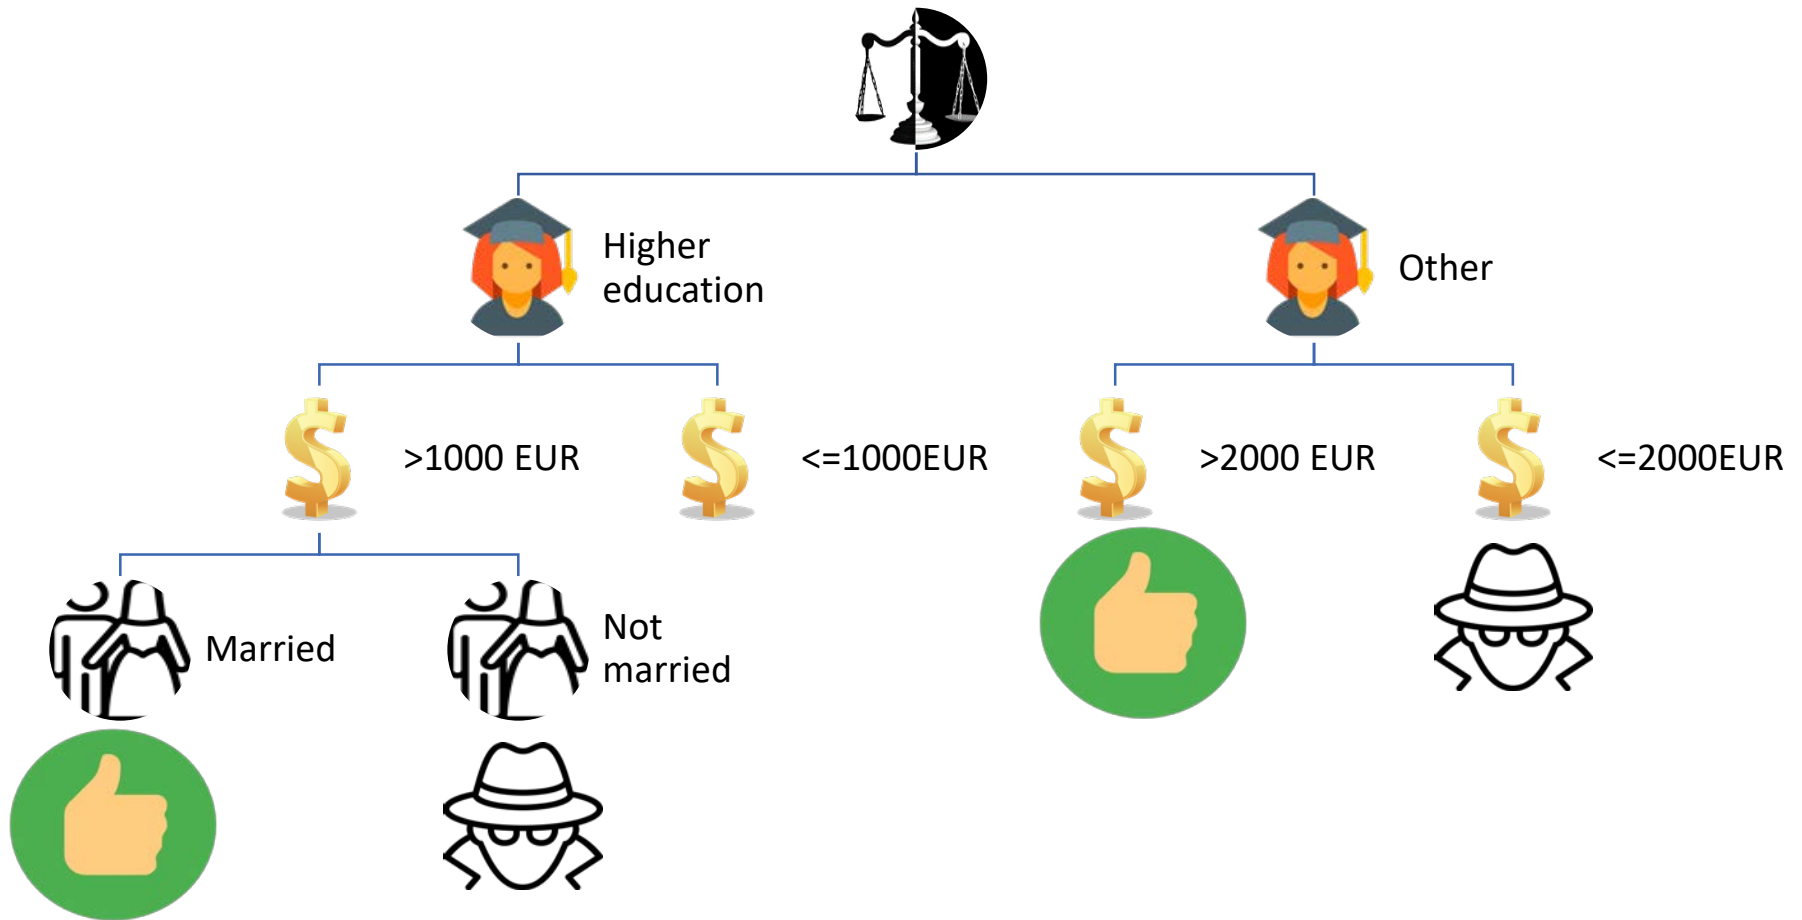 Higher
education
Other
>1000 EUR
<=1000EUR
>2000 EUR
<=2000EUR
Married
Not
married